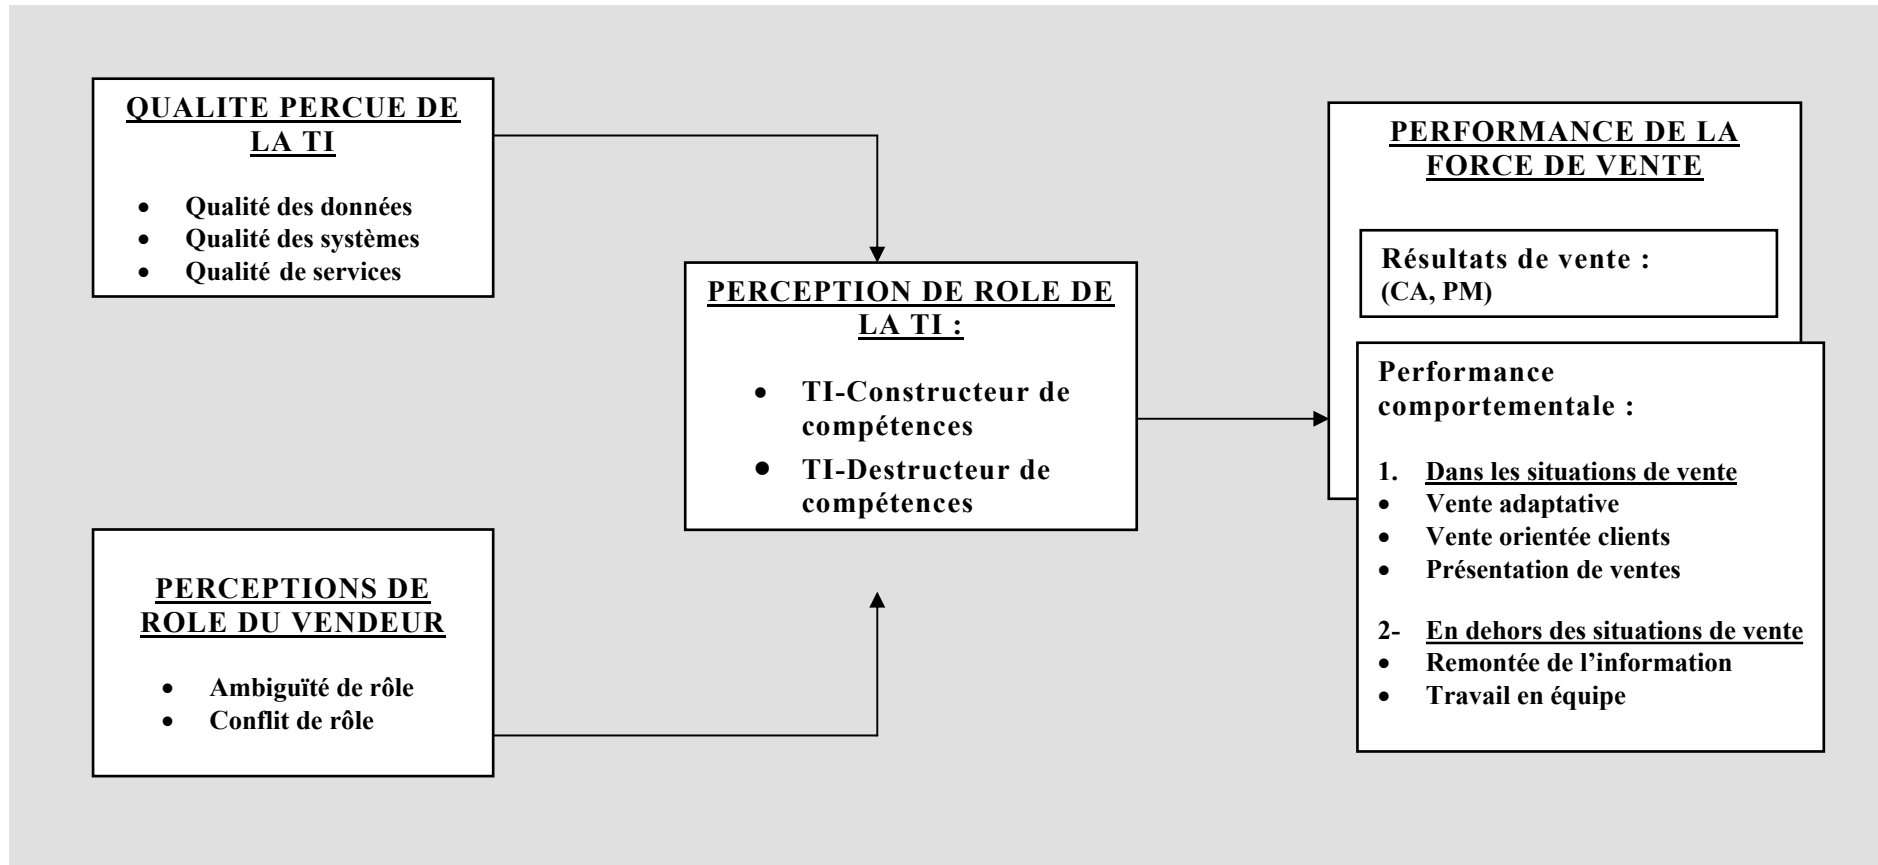 QUALITE PERCUE DE
LA TI
• Qualité des données
• Qualité des systèmes
• Qualité de services
PERCEPTIONS DE
ROLE DU VENDEUR
• Ambiguïté de rôle
• Conflit de rôle
PERCEPTION DE ROLE DE
LA TI :
• TI-Constructeur de
compétences
• TI-Destructeur de
compétences
PERFORMANCE DE LA
FORCE DE VENTE
Résultats de vente :
(CA, PM)
Performance
comportementale :
1. Dans les situations de vente
• Vente adaptative
• Vente orientée clients
• Présentation de ventes
2- En dehors des situations de vente
• Remontée de l’information
• Travail en équipe